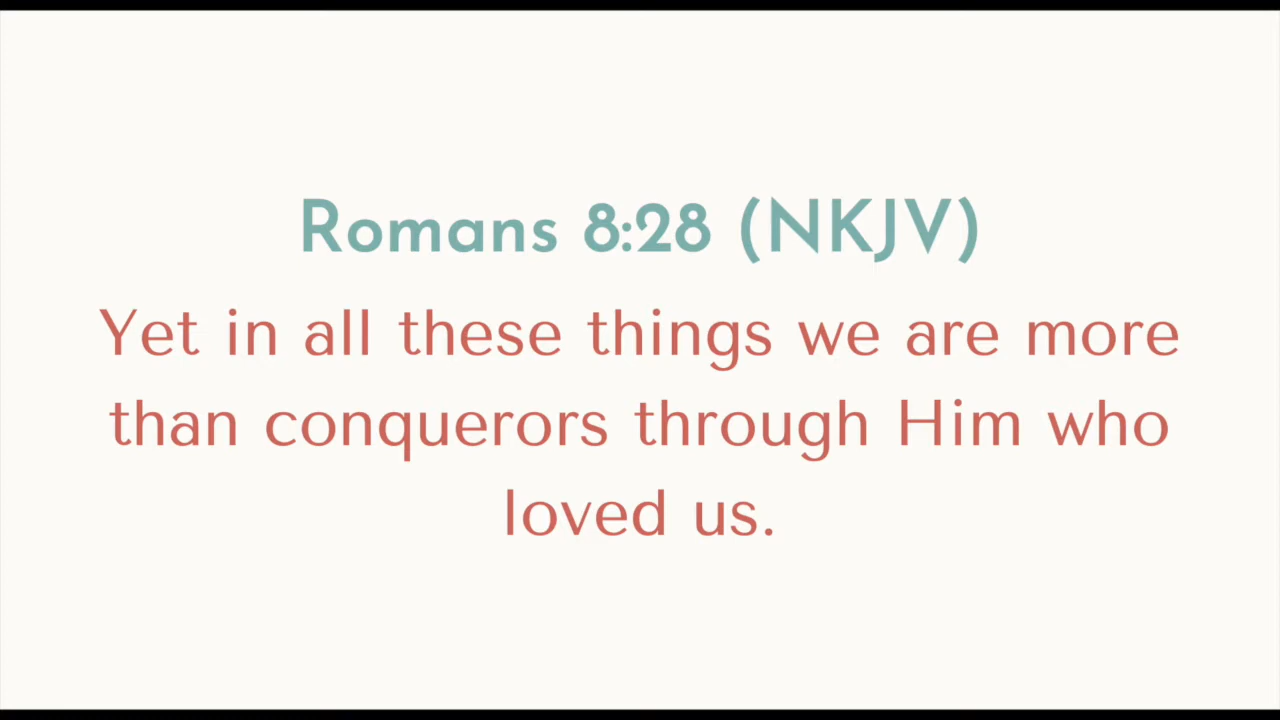 Romans 8:28 (NKJV)
Yet in all these things we are more
than conquerors through Him who
loved us.